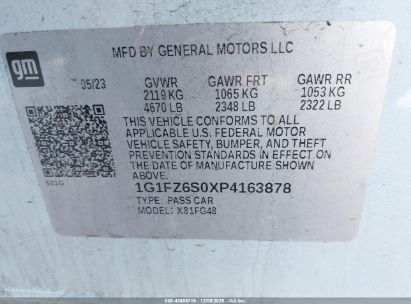 MFD BY GENERAL MOTORS LLC
gm
05/23 GVWR GAWR FRT GAWR RR
2119 KG 1065 KG 1053 KG
4670 LB 2348 LB 2322 LB
THIS VEHICLE CONFORMS TO ALL
APPLICABLE U.S. FEDERAL MOTOR
VEHICLE SAFETY, BUMPER, AND THEFT
PREVENTION STANDARDS IN EFFECT ON
THE DATE OF MANUFACTURE SHOWN
ABOVE.
621G
1G1FZ6S0XP4163878
TYPE: PASS CAR
MODEL: X81FG48